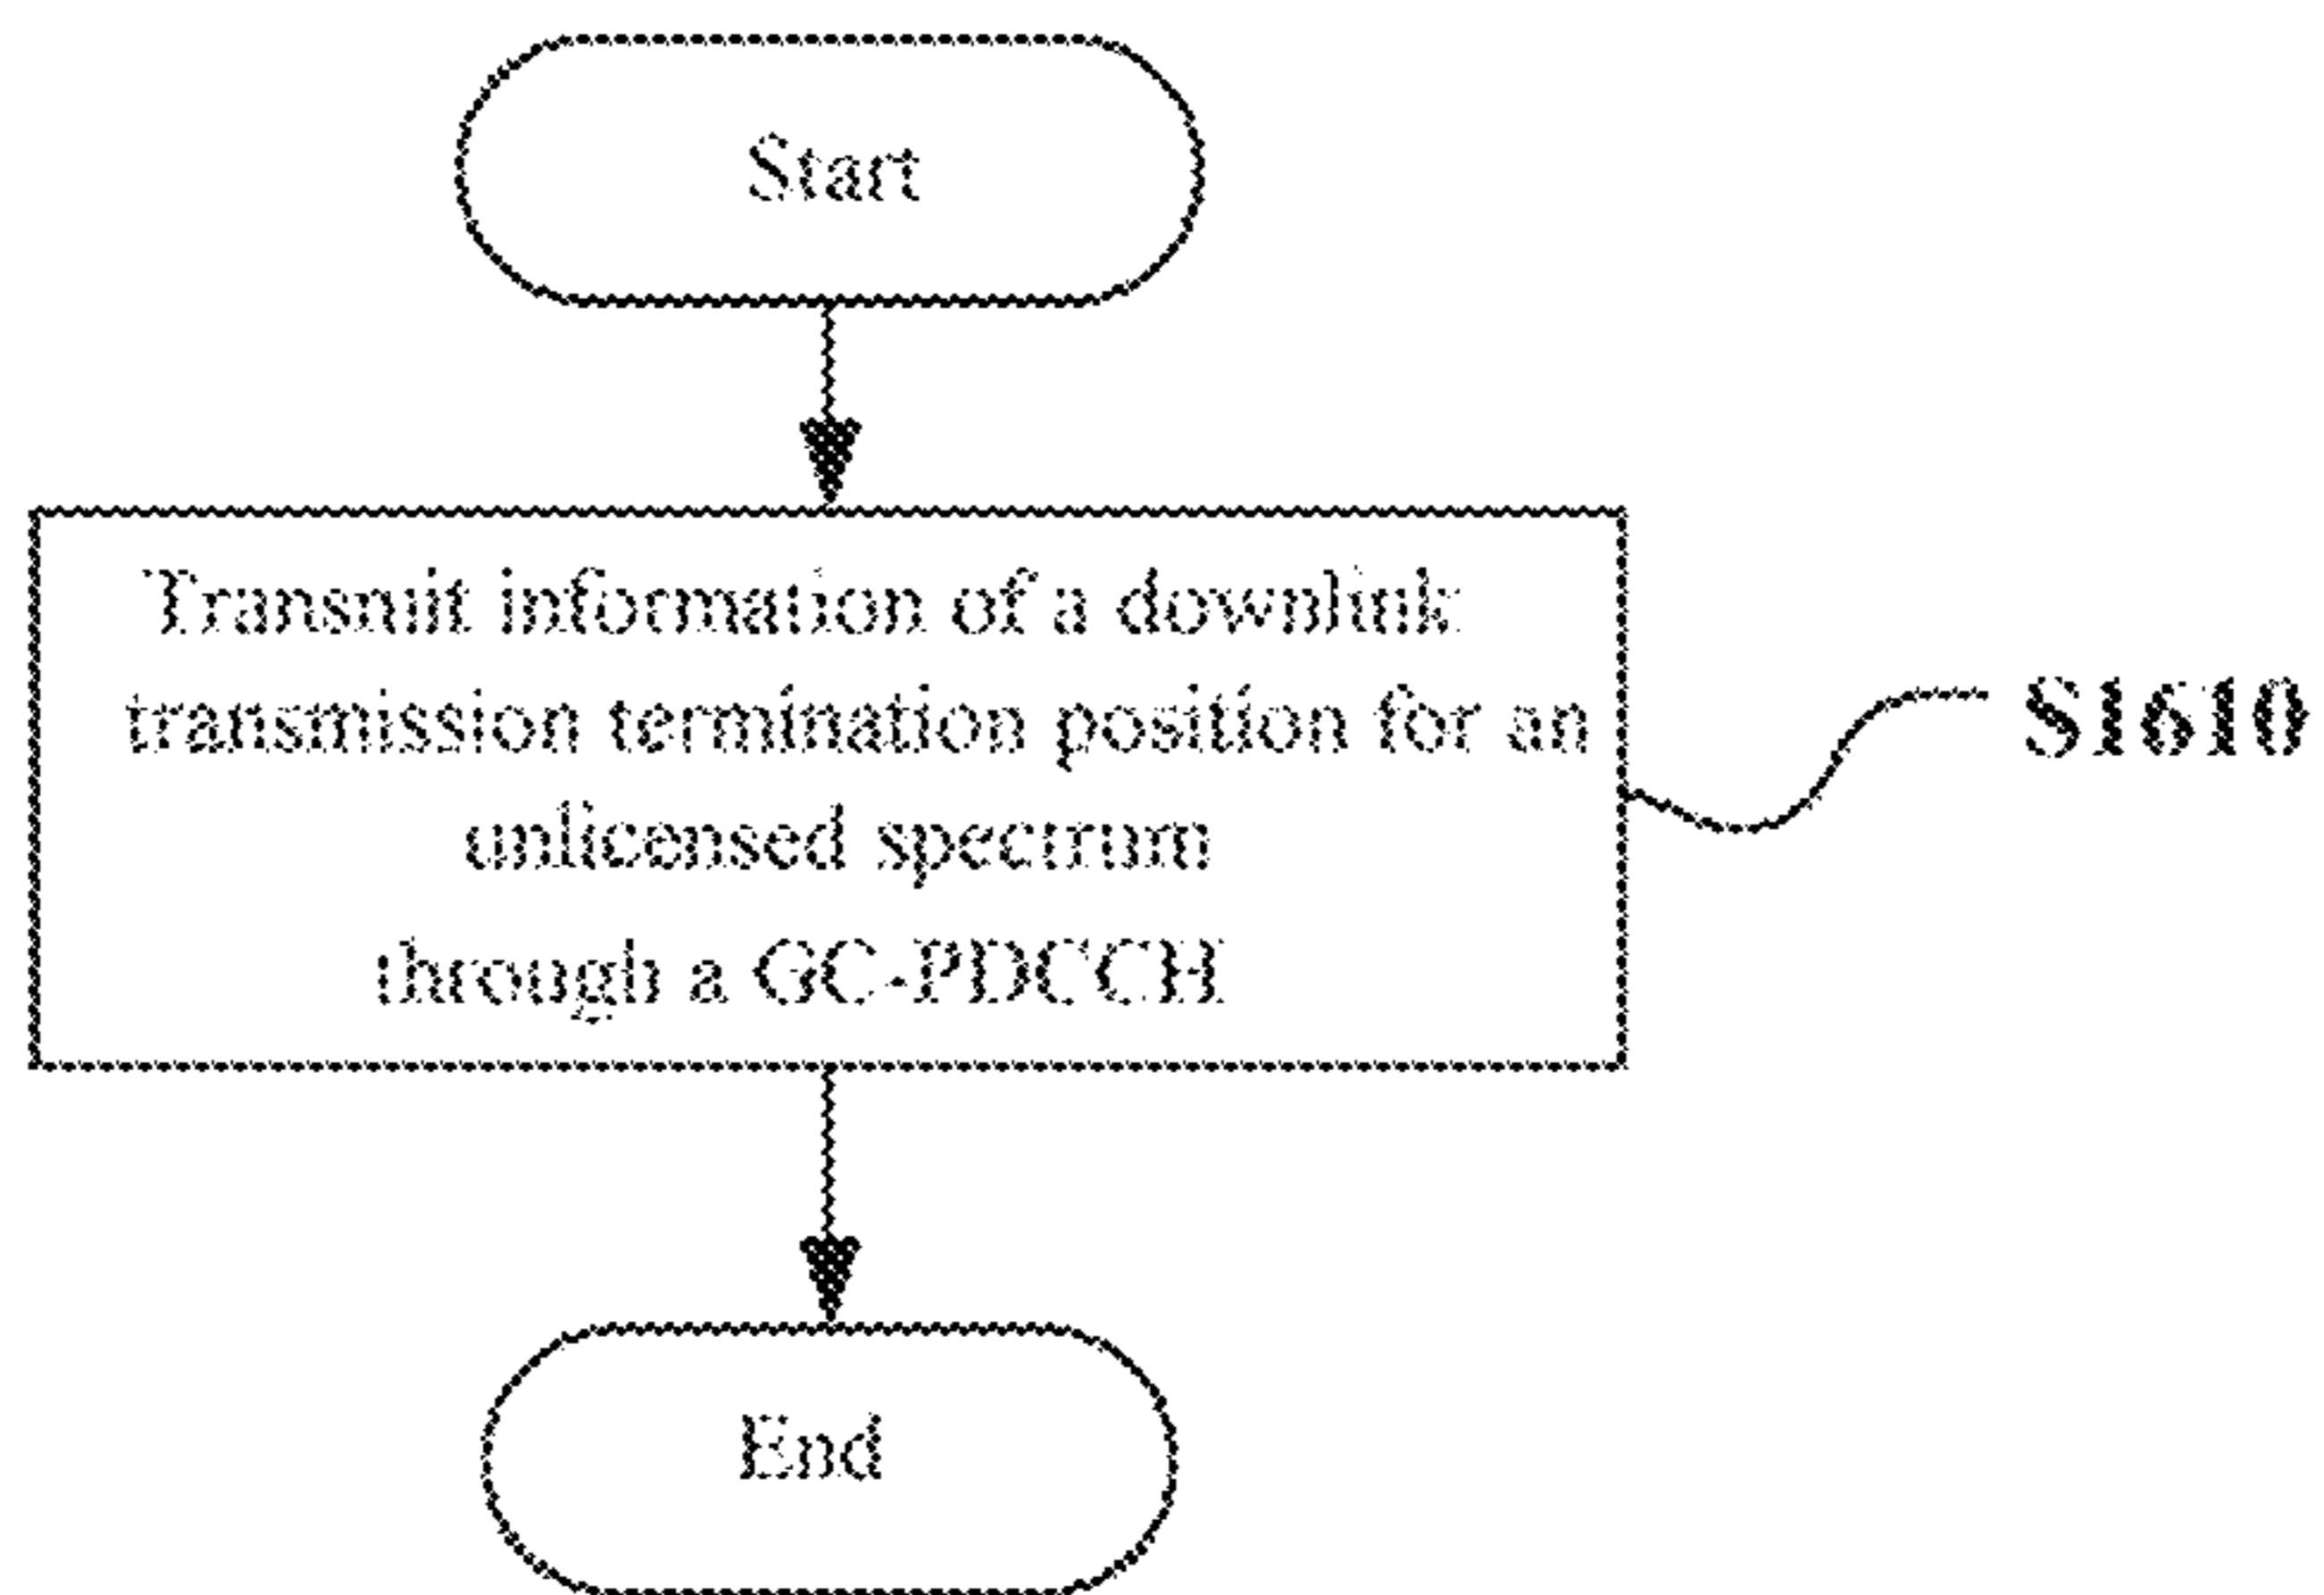 Start
Transmit information of a downlink
transmission termination position for an
unlicensed spectrum
through a GC-PDCCH
S1610
End